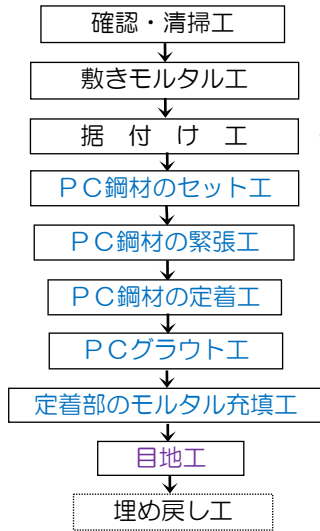 確認・清掃工
敷きモルタル工
据　付　け　工
ＰＣ鋼材のセット工
ＰＣ鋼材の緊張工
ＰＣ鋼材の定着工
ＰＣグラウト工
定着部のモルタル充填工
目地工
埋め戻し工